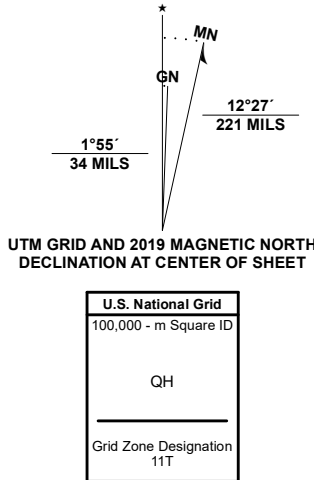 ★
MN
GN
12°27´
221 MILS
1°55´
34 MILS
UTM GRID AND 2019 MAGNETIC NORTH
DECLINATION AT CENTER OF SHEET
U.S. National Grid
100,000 - m Square ID
QH
Grid Zone Designation
11T